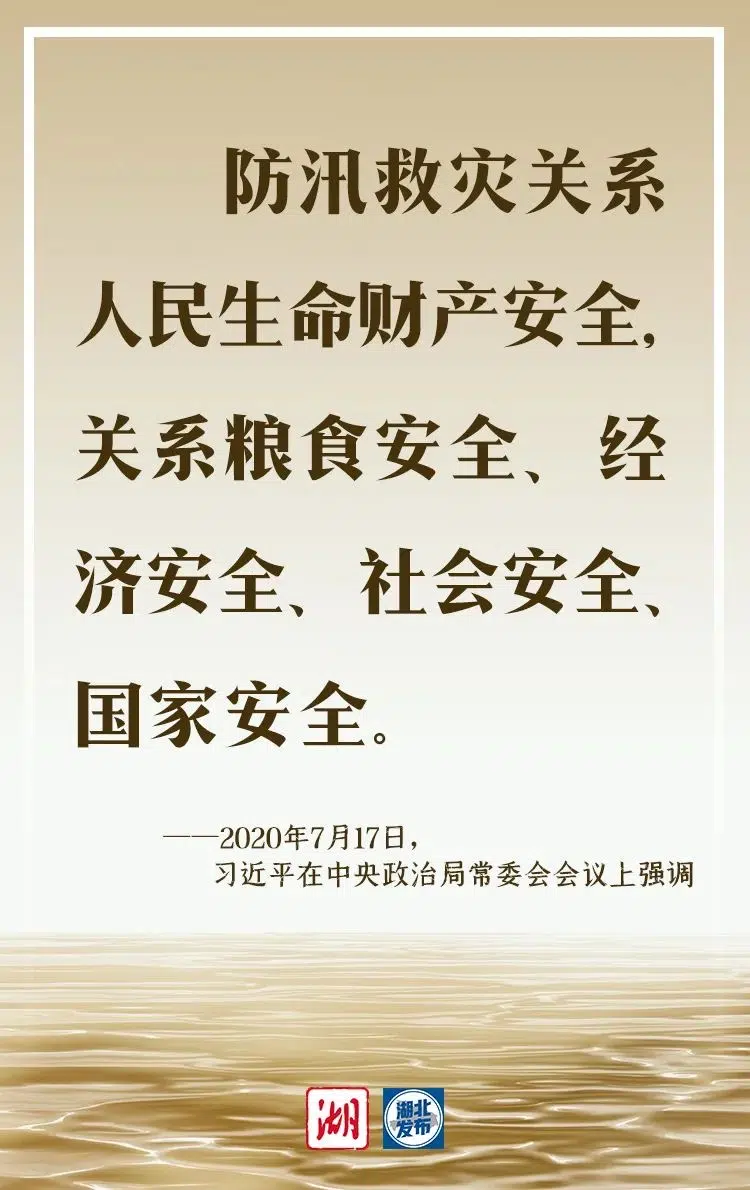 防汛救灾关系
人民生命财产安全,
关系粮食安全、经
济安全、社会安全、
国家安全。
——2020年7月17日,
习近平在中央政治局常委会会议上强调
湖
湖北
发布